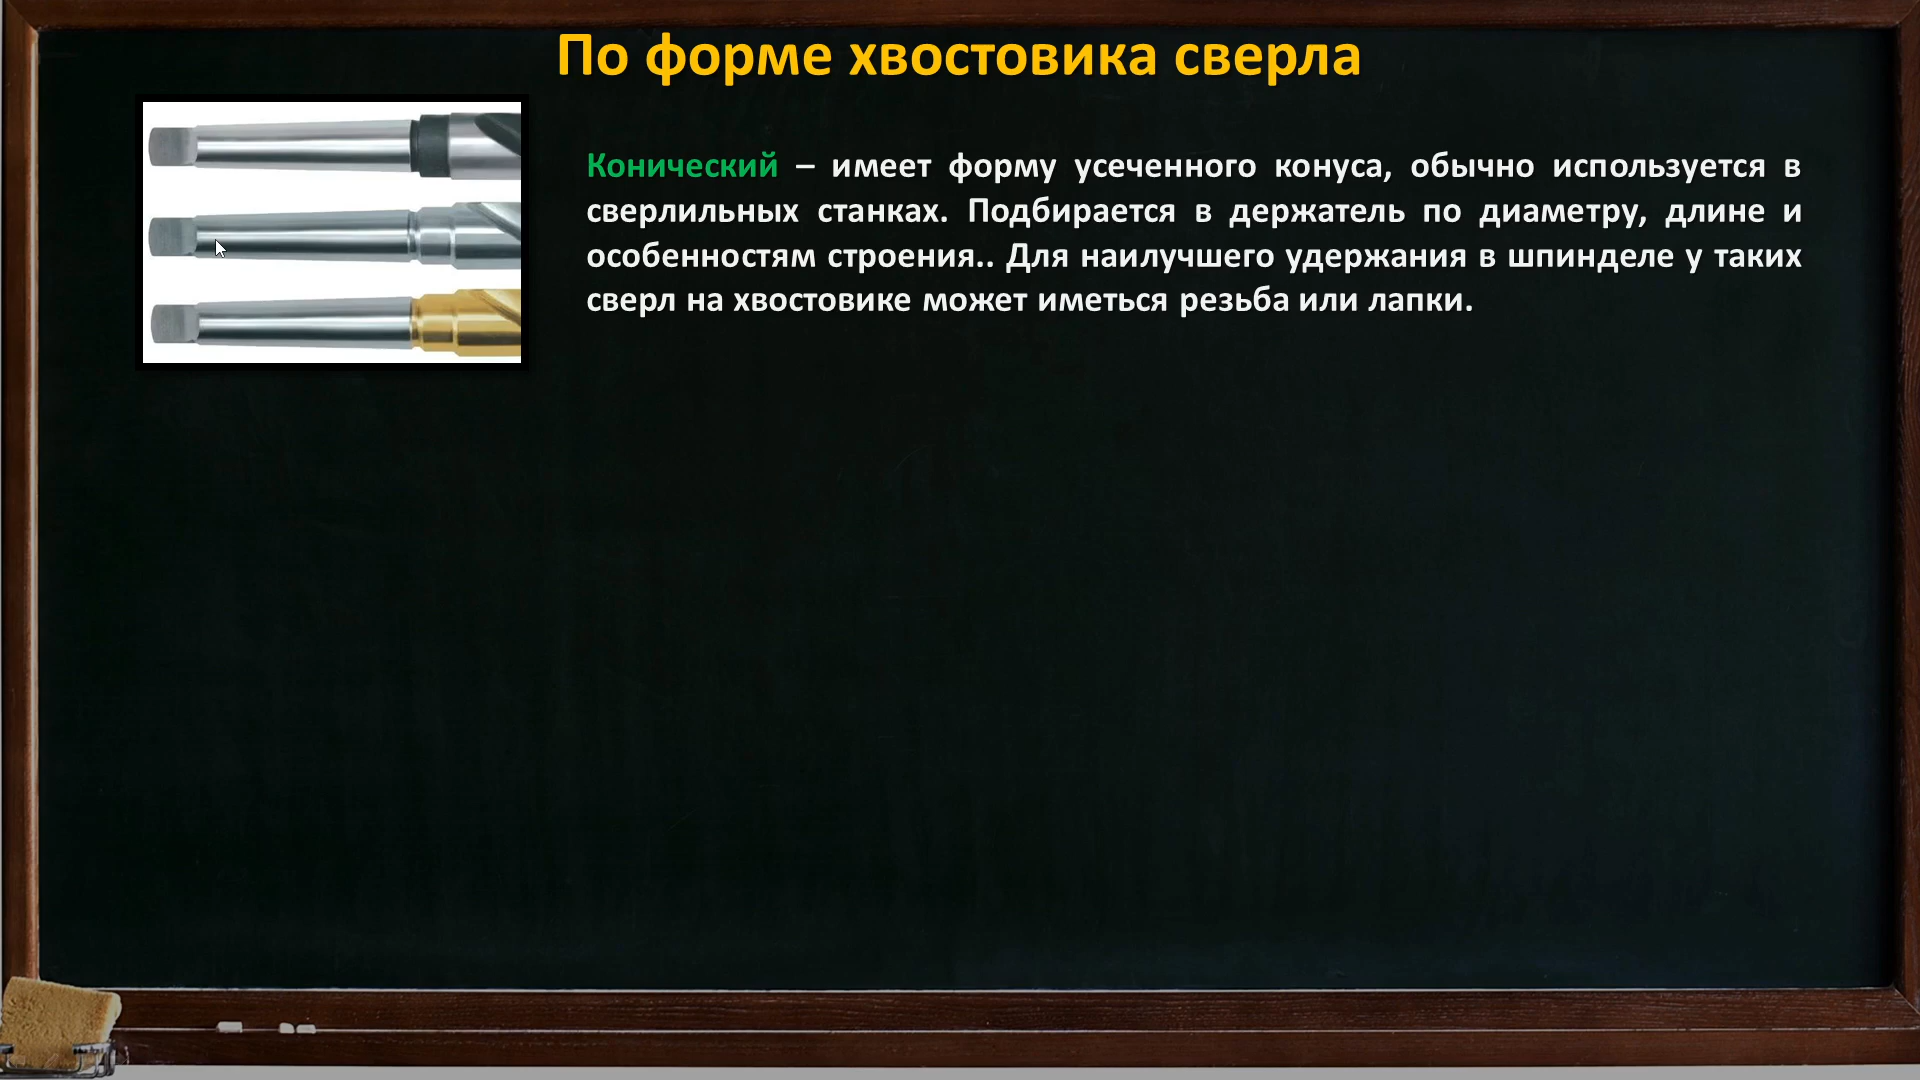 По форме хвостовика сверла
Конический – имеет форму усеченного конуса, обычно используется в
сверлильных станках. Подбирается в держатель по диаметру, длине и
особенностям строения.. Для наилучшего удержания в шпинделе у таких
сверл на хвостовике может иметься резьба или лапки.